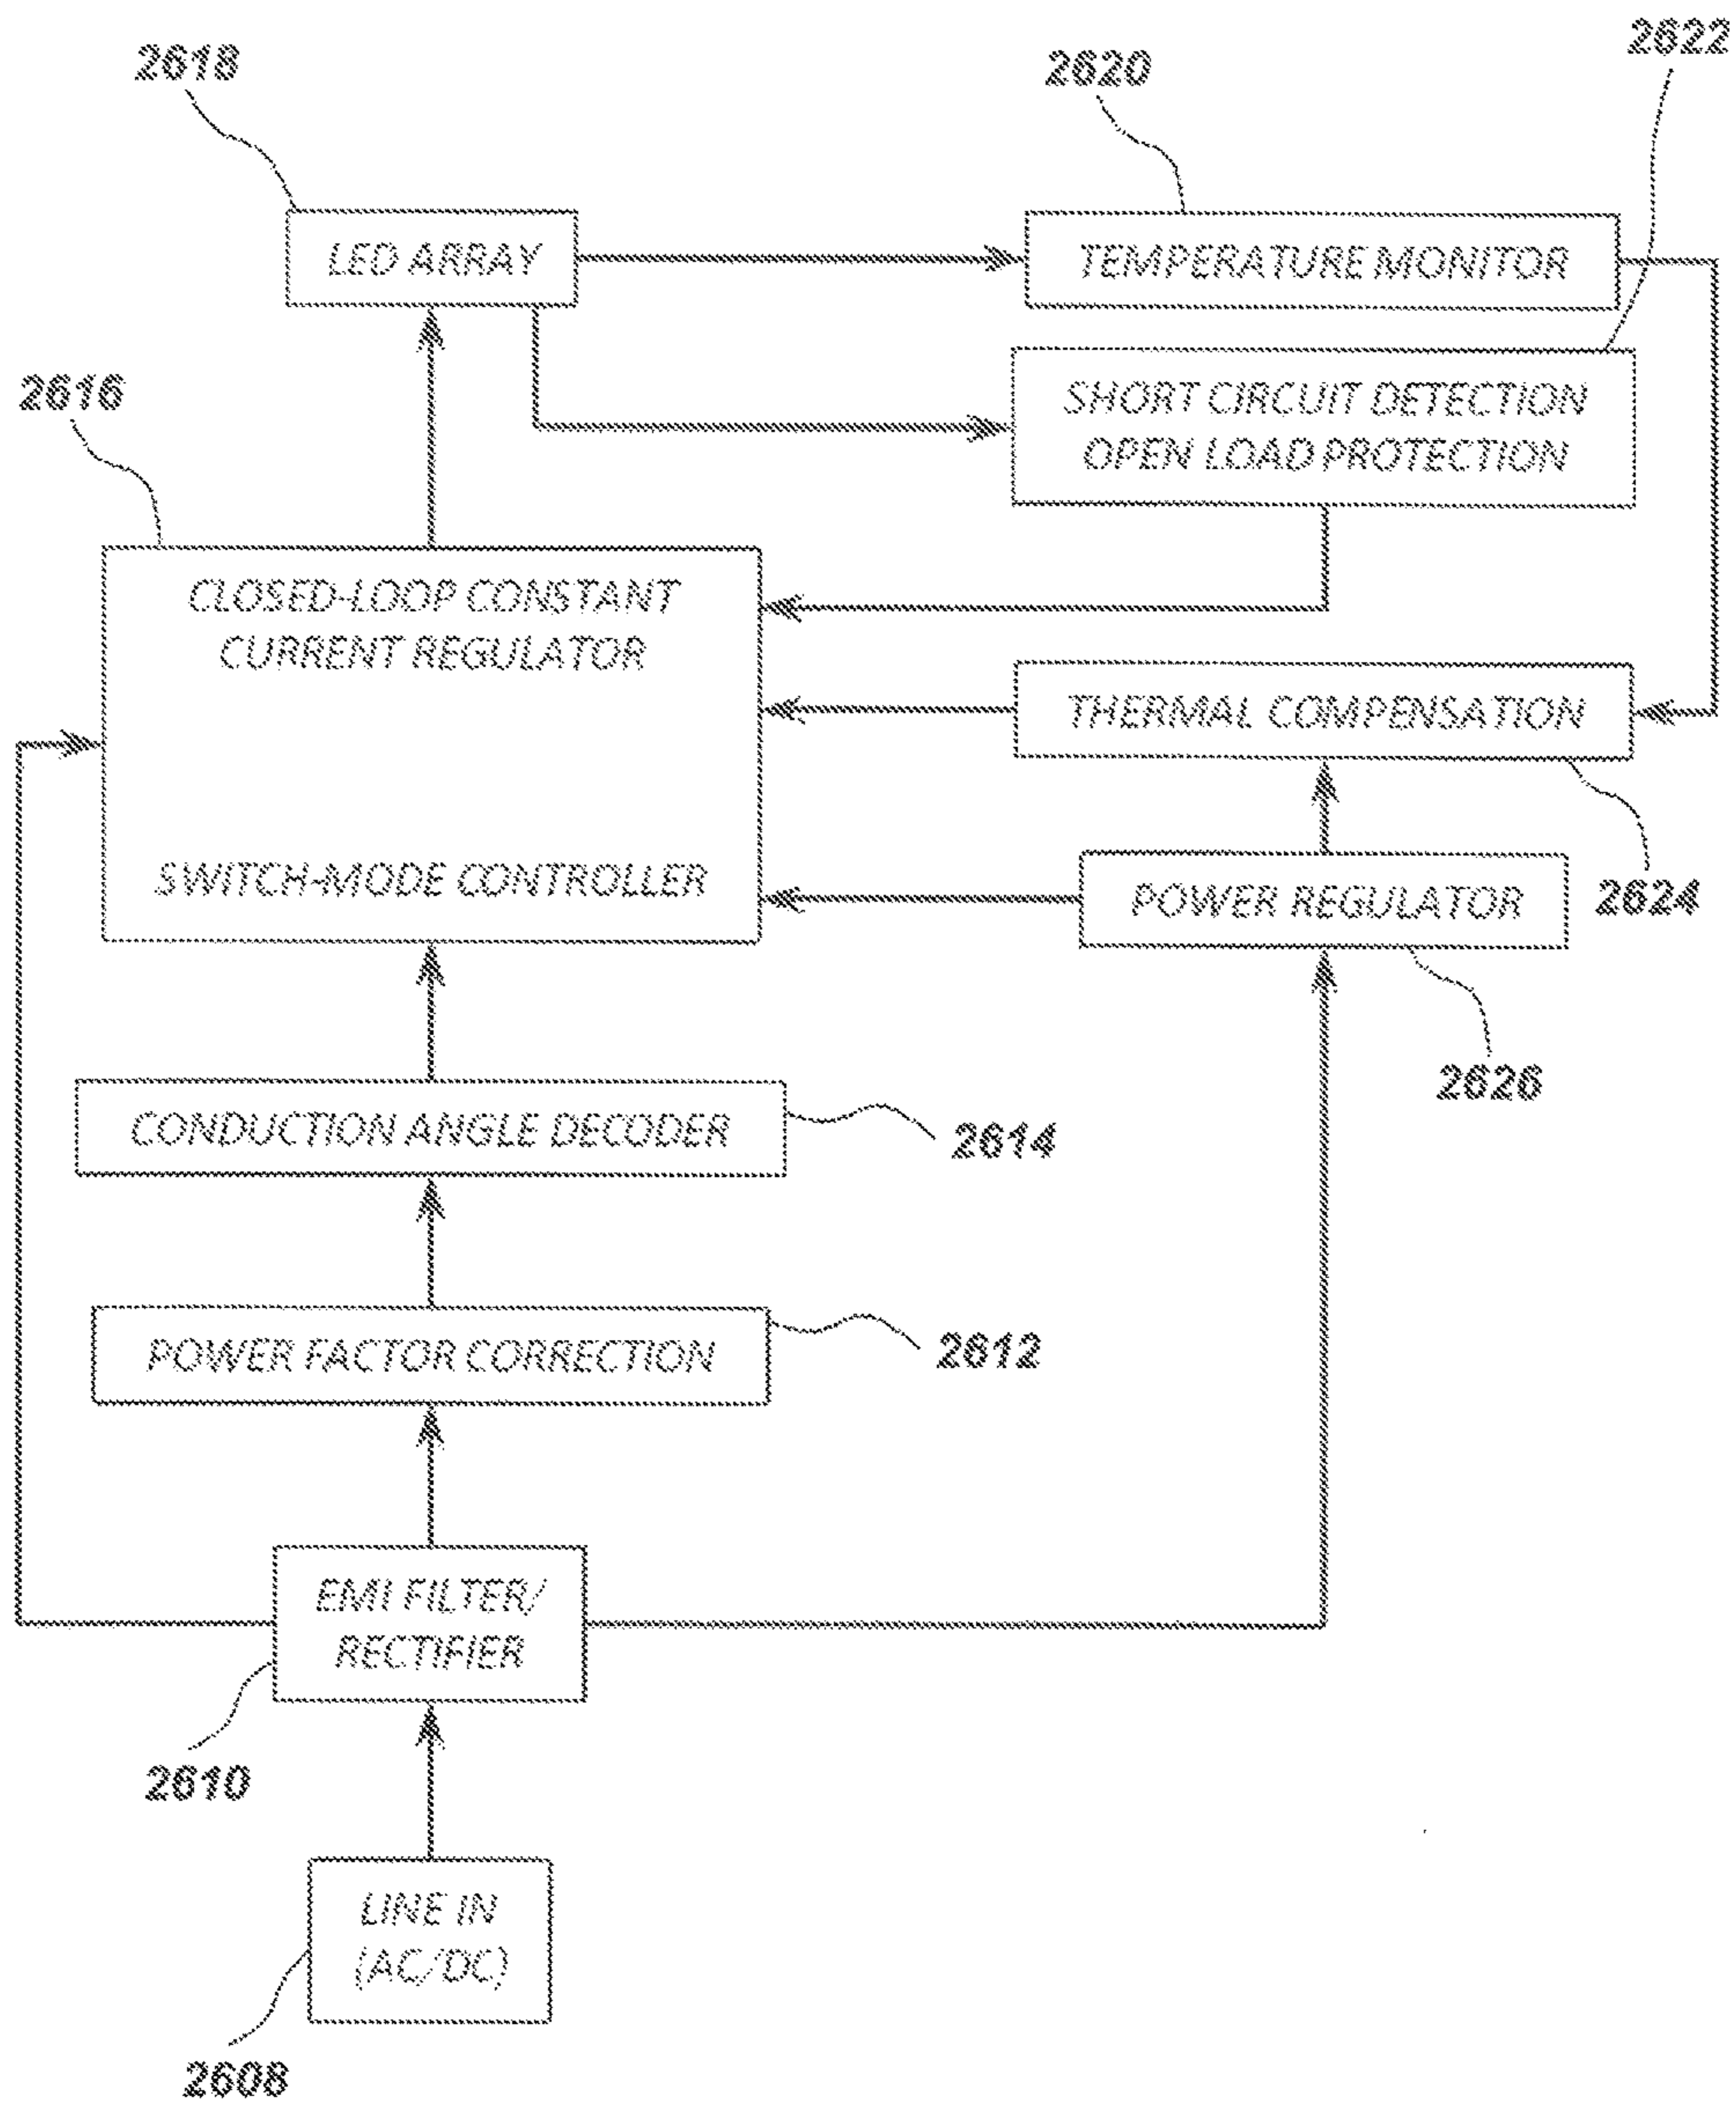 2618
2620
2622
LED ARRAY
TEMPERATURE MONITOR
2616
SHORT CIRCUIT DETECTION
OPEN LOAD PROTECTION
CLOSED-LOOP CONSTANT
CURRENT REGULATOR
THERMAL COMPENSATION
SWITCH-MODE CONTROLLER
POWER REGULATOR
2624
2626
CONDUCTION ANGLE DECODER
2614
POWER FACTOR CORRECTION
2612
EMI FILTER/
RECTIFIER
2610
LINE IN
(AC/DC)
2608